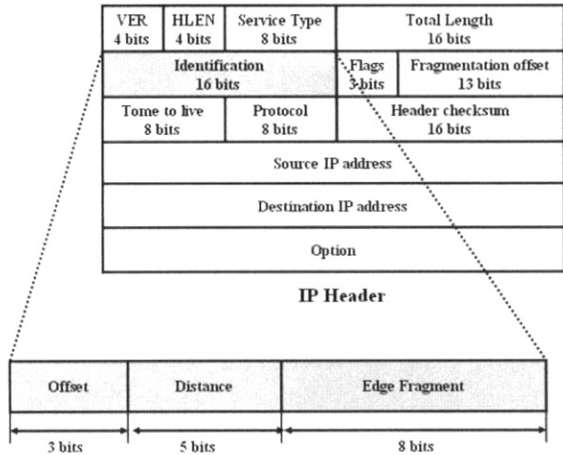 VER HLEN Service Type Total Length
4 bits 4 bits 8 bits 16 bits
Identification Flags Fragmentation offset
16 bits 3 bits 13 bits
Tome to live Protocol Header checksum
8 bits 8 bits 16 bits
Source IP address
Destination IP address
Option
IP Header
Offset Distance Edge Fragment
3 bits 5 bits 8 bits